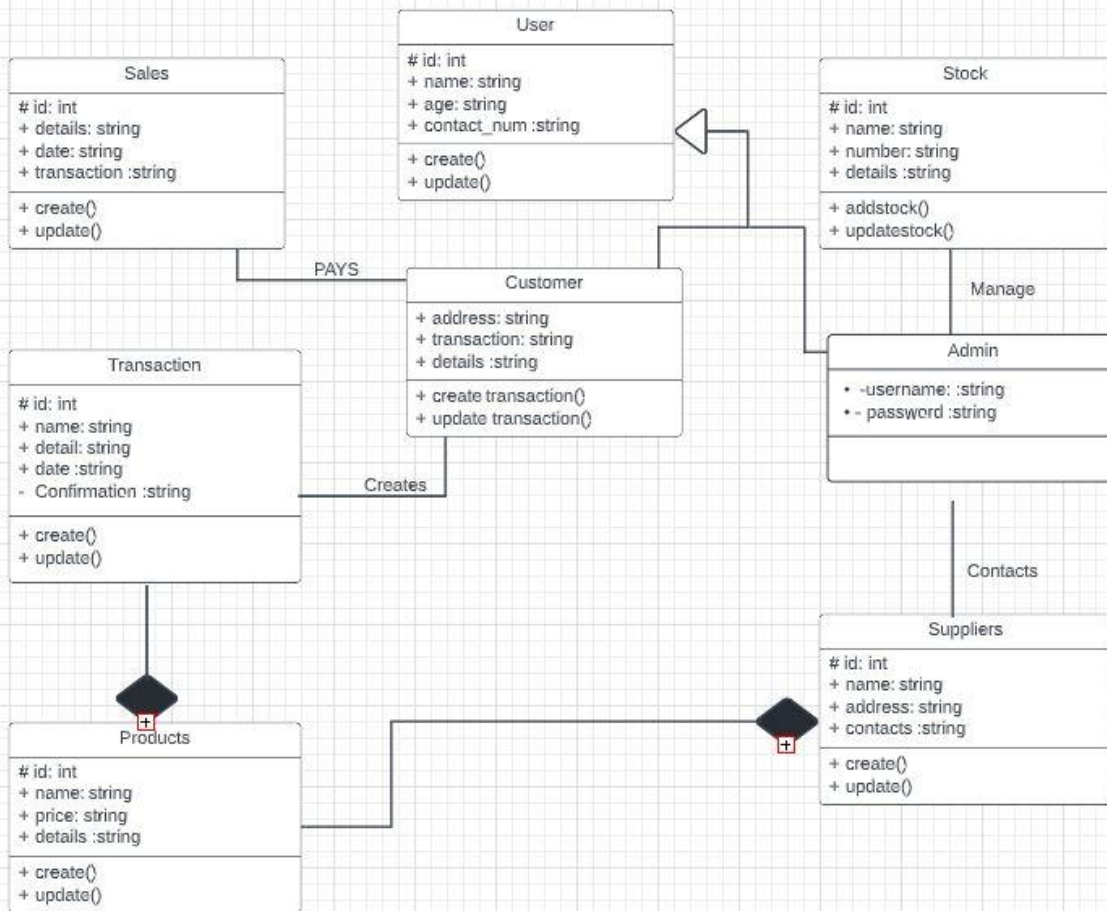 User
# id: int
+ name: string
+ age: string
+ contact_num :string
+ create()
+ update()
Sales
# id: int
+ details: string
+ date: string
+ transaction :string
+ create()
+ update()
Stock
# id: int
+ name: string
+ number: string
+ details :string
+ addstock()
+ updatestock()
PAYS
Customer
+ address: string
+ transaction: string
+ details :string
+ create transaction()
+ update transaction()
Manage
Admin
• -username: :string
• - password :string
Transaction
# id: int
+ name: string
+ detail: string
+ date :string
- Confirmation :string
+ create()
+ update()
Creates
Contacts
Suppliers
# id: int
+ name: string
+ address: string
+ contacts :string
+ create()
+ update()
+
+
Products
# id: int
+ name: string
+ price: string
+ details :string
+ create()
+ update()